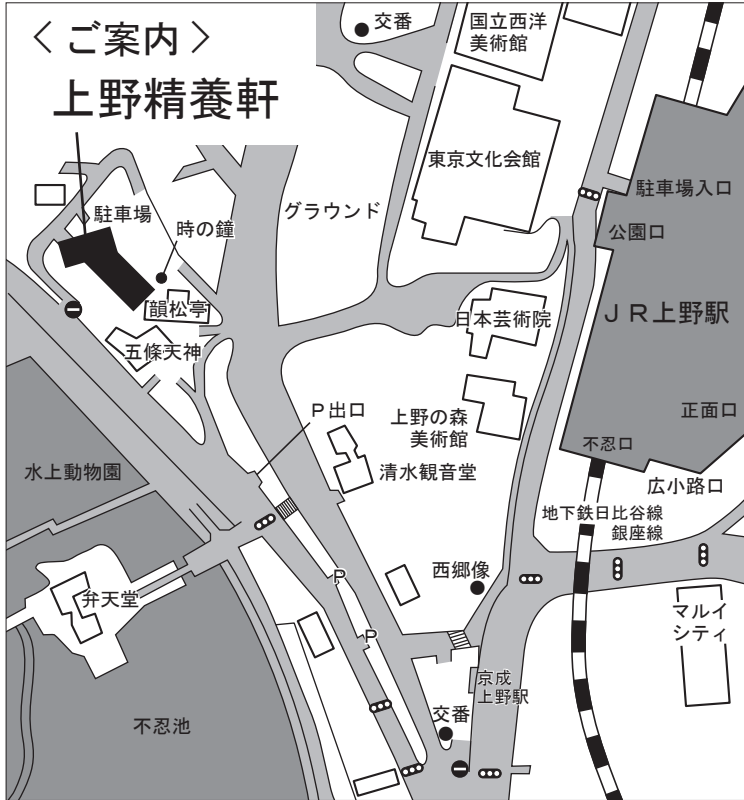 〈 ご案内 〉
上野精養軒
交番
国立西洋
美術館
東京文化会館
駐車場入口
グラウンド
公園口
駐車場
時の鐘
韻松亭
日本芸術院
ＪＲ上野駅
五條天神
P出口
上野の森
美術館
正面口
不忍口
水上動物園
清水観音堂
広小路口
地下鉄日比谷線
銀座線
西郷像
P
弁天堂
マルイ
シティ
P
京成
上野駅
交番
不忍池